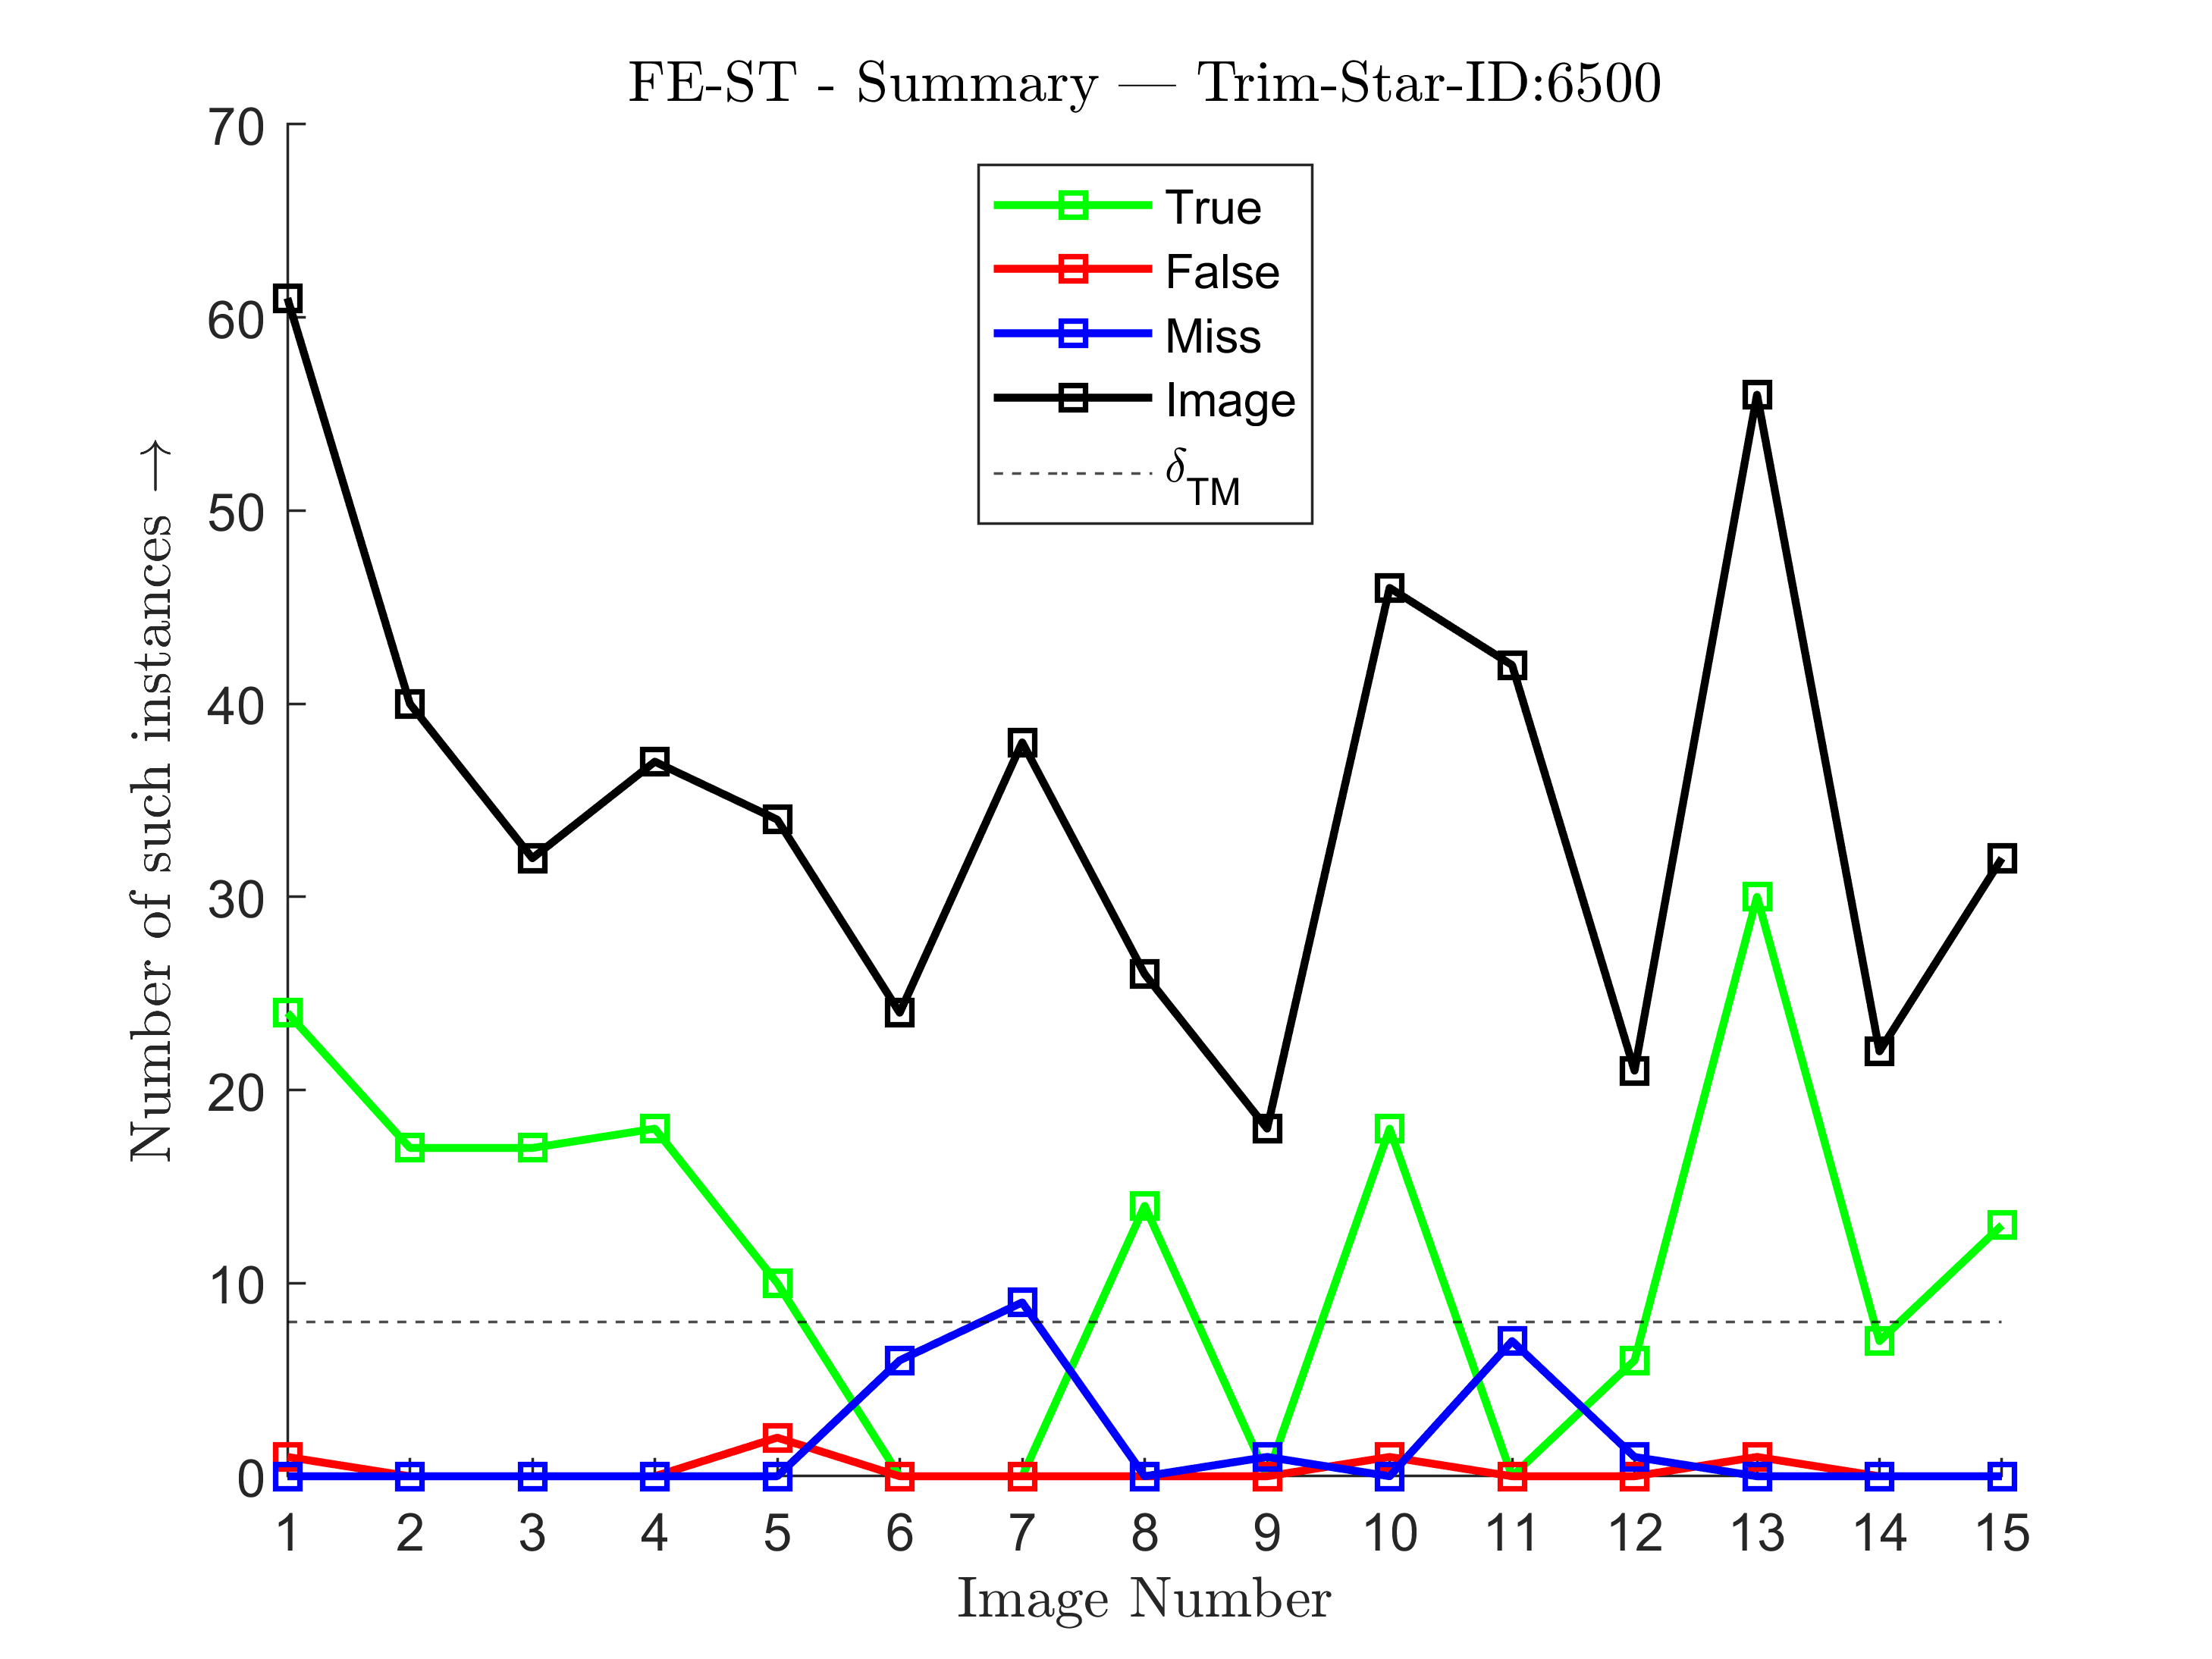 FE-ST - Summary — Trim-Star-ID:6500
True
False
Miss
Image
δTM
70
60
50
40
30
20
10
0
Number of such instances →
1 2 3 4 5 6 7 8 9 10 11 12 13 14 15
Image Number